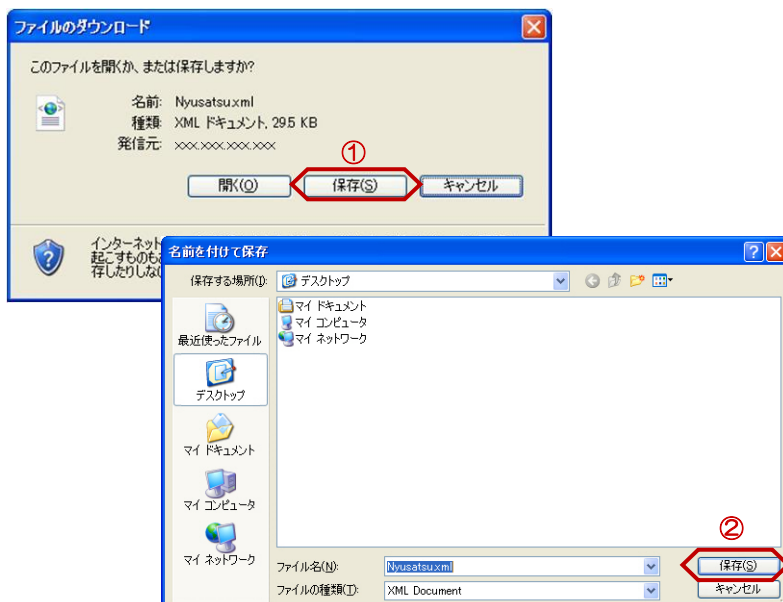 ファイルのダウンロード
このファイルを開くか、または保存しますか?
名前: Nyusatsu.xml
種類: XML ドキュメント, 29.5 KB
発信元: xxx.xxx.xxx.xxx
①
開く(O)
保存(S)
キャンセル
インターネット
起こすものも
存したりしない
名前を付けて保存
保存する場所(I):
デスクトップ
最近使ったファイル
デスクトップ
マイ ドキュメント
マイ コンピュータ
マイ ネットワーク
マイ ドキュメント
マイ コンピュータ
マイ ネットワーク
②
ファイル名(N):
Nyusatsu.xml
保存(S)
ファイルの種類(T):
XML Document
キャンセル